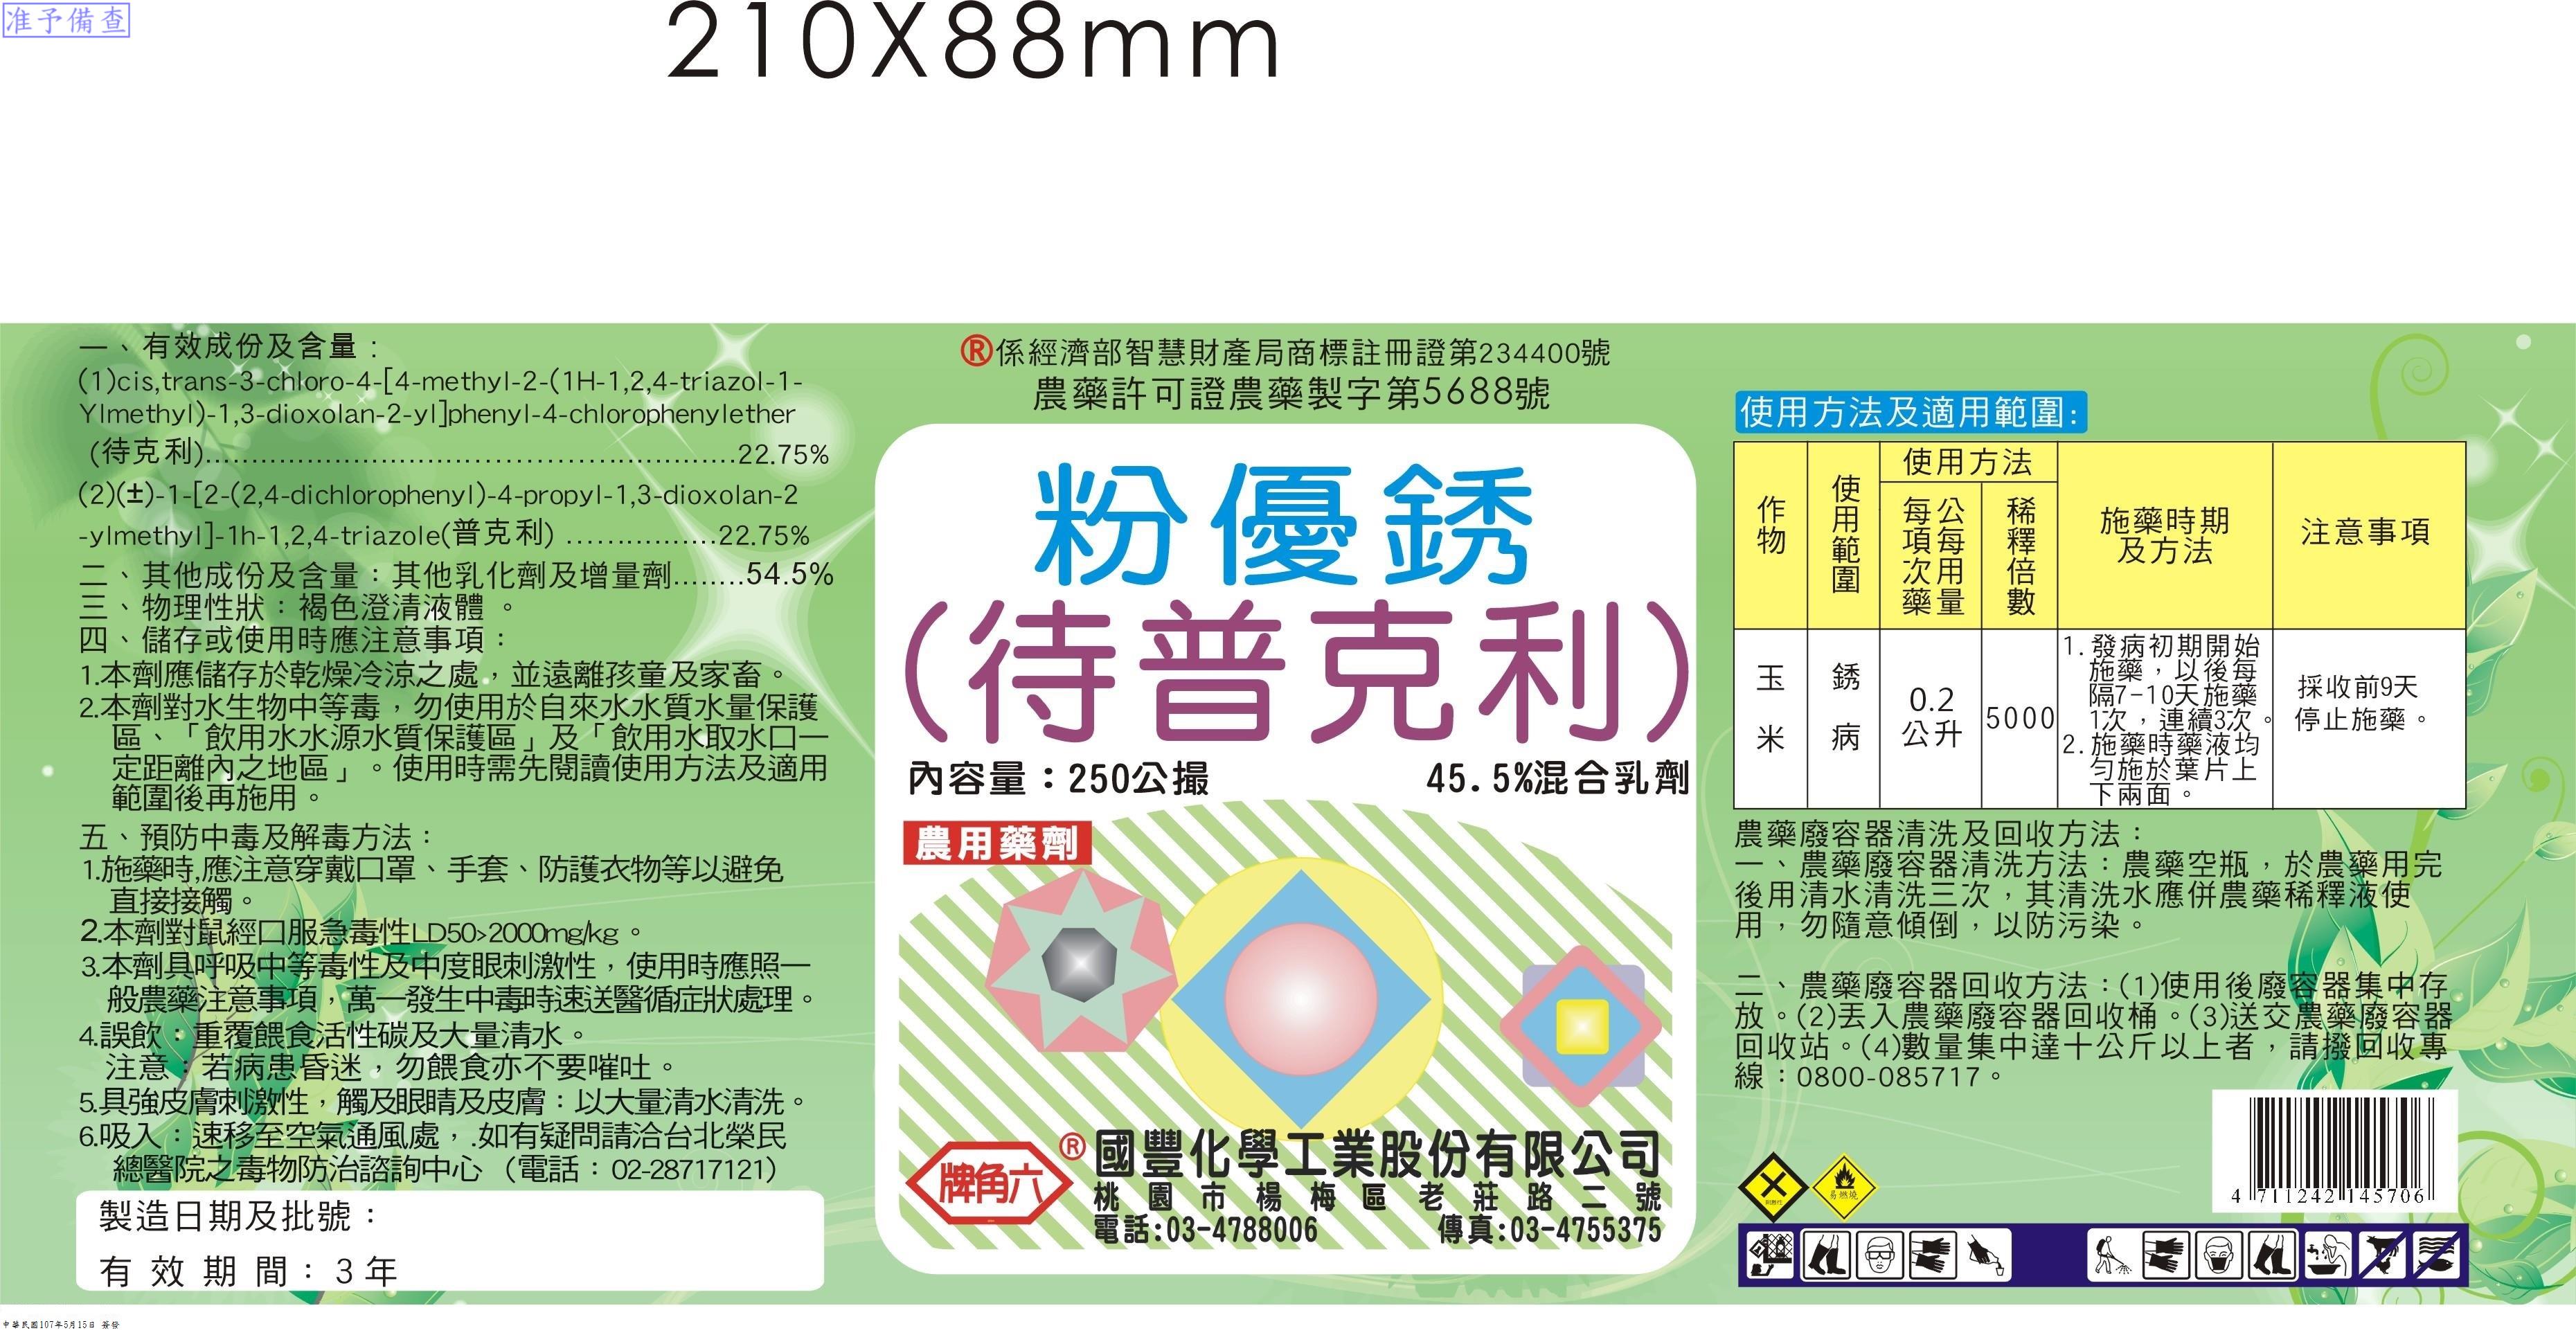 准予備查
210X88mm
一、有效成份及含量:
(1)cis,trans-3-chloro-4-[4-methyl-2-(1H-1,2,4-triazol-1-
Ylmethyl)-1,3-dioxolan-2-yl]phenyl-4-chlorophenylether
(待克利)..........................................................22.75%
(2)(±)-1-[2-(2,4-dichlorophenyl)-4-propyl-1,3-dioxolan-2
-ylmethyl]-1h-1,2,4-triazole(普克利) ................22.75%
二、其他成份及含量：其他乳化劑及增量劑........54.5%
三、物理性狀：褐色澄清液體。
四、儲存或使用時應注意事項：
1.本劑應儲存於乾燥冷涼之處，並遠離孩童及家畜。
2.本劑對水生物中等毒，勿使用於自來水水質水量保護
區、「飲用水水源水質保護區」及「飲用水取水口一
定距離內之地區」。使用時需先閱讀使用方法及適用
範圍後再施用。
五、預防中毒及解毒方法：
1.施藥時,應注意穿戴口罩、手套、防護衣物等以避免
直接接觸。
2.本劑對鼠經口服急毒性LD50>2000mg/kg。
3.本劑具呼吸中等毒性及中度眼刺激性，使用時應照一
般農藥注意事項，萬一發生中毒時速送醫循症狀處理。
4.誤飲：重覆餵食活性碳及大量清水。
注意：若病患昏迷，勿餵食亦不要嘔吐。
5.具強皮膚刺激性，觸及眼睛及皮膚：以大量清水清洗。
6.吸入：速移至空氣通風處，.如有疑問請洽台北榮民
總醫院之毒物防治諮詢中心（電話：02-28717121）
製造日期及批號：
有效期間：3年
®係經濟部智慧財產局商標註冊證第234400號
農藥許可證農藥製字第5688號
粉優銹
(待普克利)
內容量：250公撮 45.5%混合乳劑
農用藥劑
牌角六
®國豐化學工業股份有限公司
桃園市楊梅區老莊路二號
電話:03-4788006 傳真:03-4755375
使用方法及適用範圍:
作物 使用範圍 使用方法 施藥時期及方法 注意事項
每項次藥公每用量 稀釋倍數
玉米 銹病 0.2公升 5000
1.發病初期開始
施藥，以後每
隔7-10天施藥
1次，連續3次。
2.施藥時藥液均
勻施於葉片上
下兩面。
採收前9天
停止施藥。
農藥廢容器清洗及回收方法：
一、農藥廢容器清洗方法：農藥空瓶，於農藥用完
後用清水清洗三次，其清洗水應併農藥稀釋液使
用，勿隨意傾倒，以防污染。
二、農藥廢容器回收方法：(1)使用後廢容器集中存
放。(2)丟入農藥廢容器回收桶。(3)送交農藥廢容器
回收站。(4)數量集中達十公斤以上者，請撥回收專
線：0800-085717。
易燃燒
4 711242 145706
中華民國107年5月15日 簽發